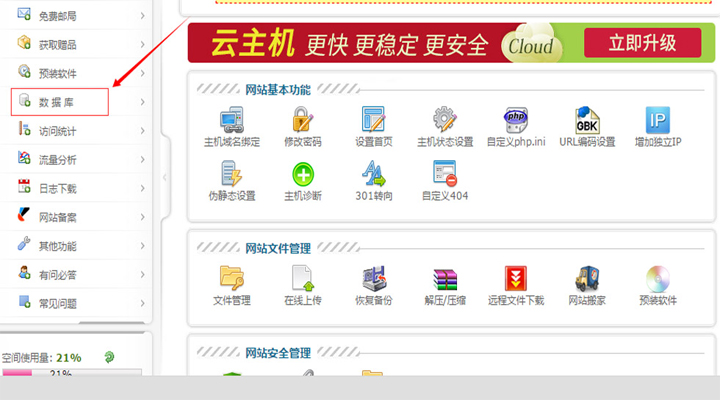 免费邮局
获取赠品
预装软件
数 据 库
访问统计
流量分析
日志下载
网站备案
其他功能
有问必答
常见问题
空间使用量: 21%
21%
云主机 更快 更稳定 更安全 Cloud 立即升级
网站基本功能
主机域名绑定 修改密码 设置首页 主机状态设置 自定义php.ini URL编码设置 增加独立IP
php GBK IP
伪静态设置 主机诊断 301转向 自定义404
网站文件管理
文件管理 在线上传 恢复备份 解压/压缩 远程文件下载 网站搬家 预装软件
网站安全管理